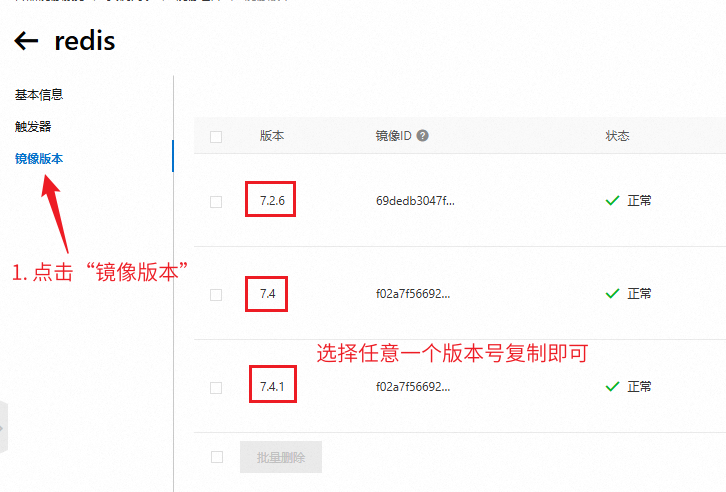 redis
基本信息
触发器
镜像版本
版本 镜像ID 状态
7.2.6 69dedb3047f... 正常
1. 点击“镜像版本”
7.4 f02a7f56692... 正常
选择任意一个版本号复制即可
7.4.1 f02a7f56692... 正常
批量删除